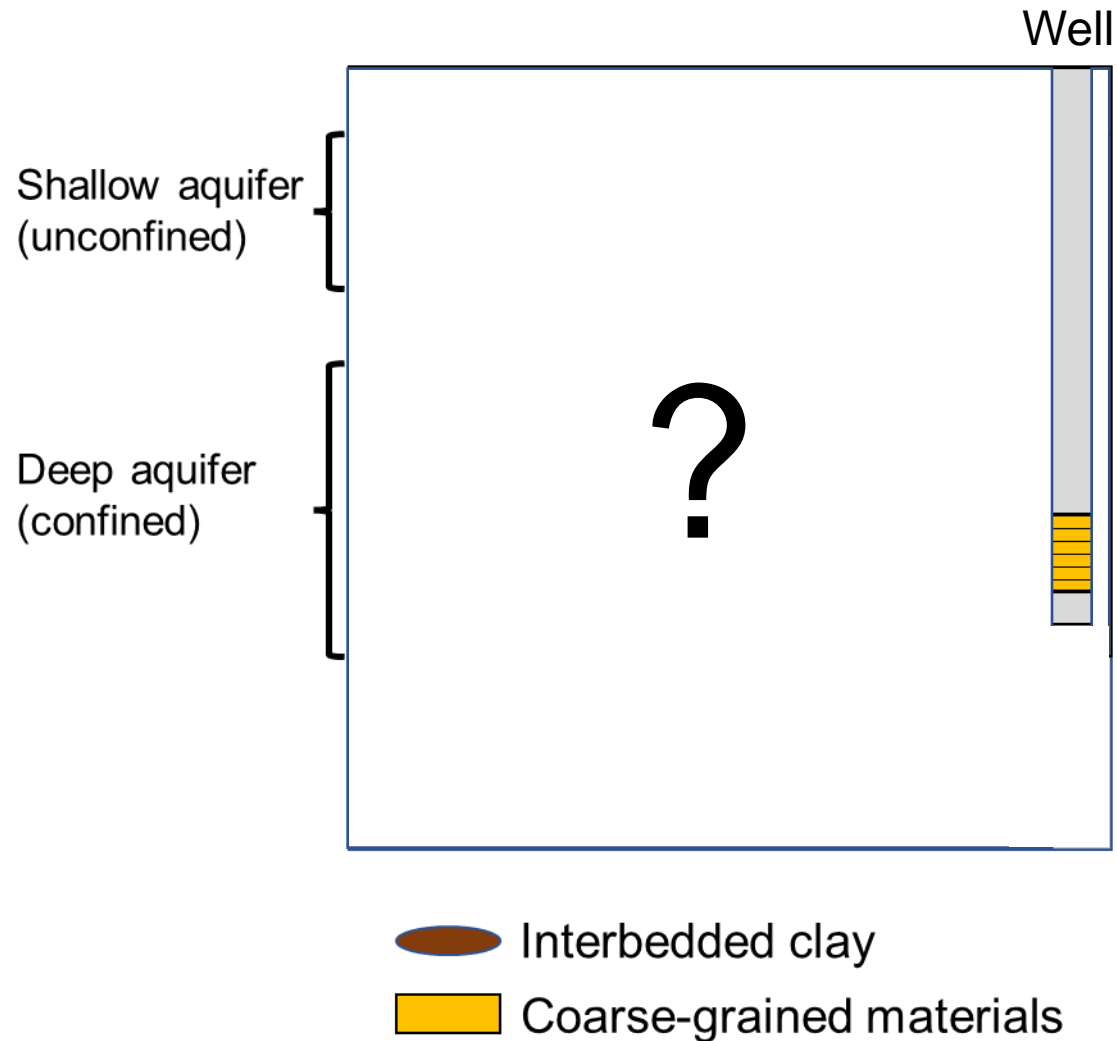 Well
Shallow aquifer
(unconfined)
Deep aquifer
(confined)
?
Interbedded clay
Coarse-grained materials